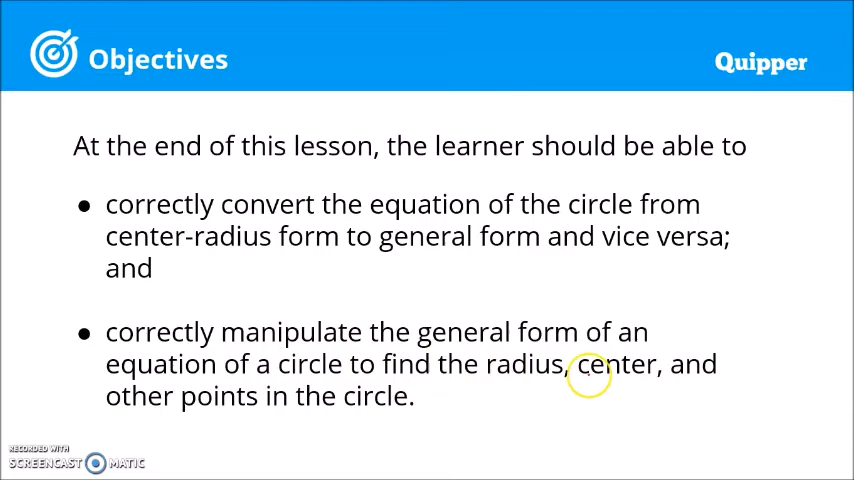 Objectives
Quipper
At the end of this lesson, the learner should be able to
● correctly convert the equation of the circle from
center-radius form to general form and vice versa;
and
● correctly manipulate the general form of an
equation of a circle to find the radius, center, and
other points in the circle.
RECORDED WITH
SCREENCAST MATIC